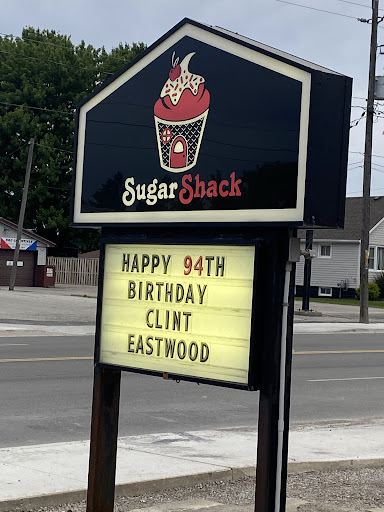 Sugar Shack
HAPPY 94TH
BIRTHDAY
CLINT
EASTWOOD